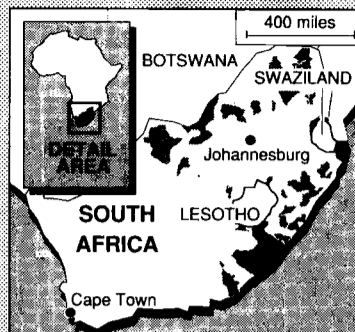 400 miles
BOTSWANA
SWAZILAND
DETAIL
AREA
Johannesburg
SOUTH
AFRICA
LESOTHO
Cape Town